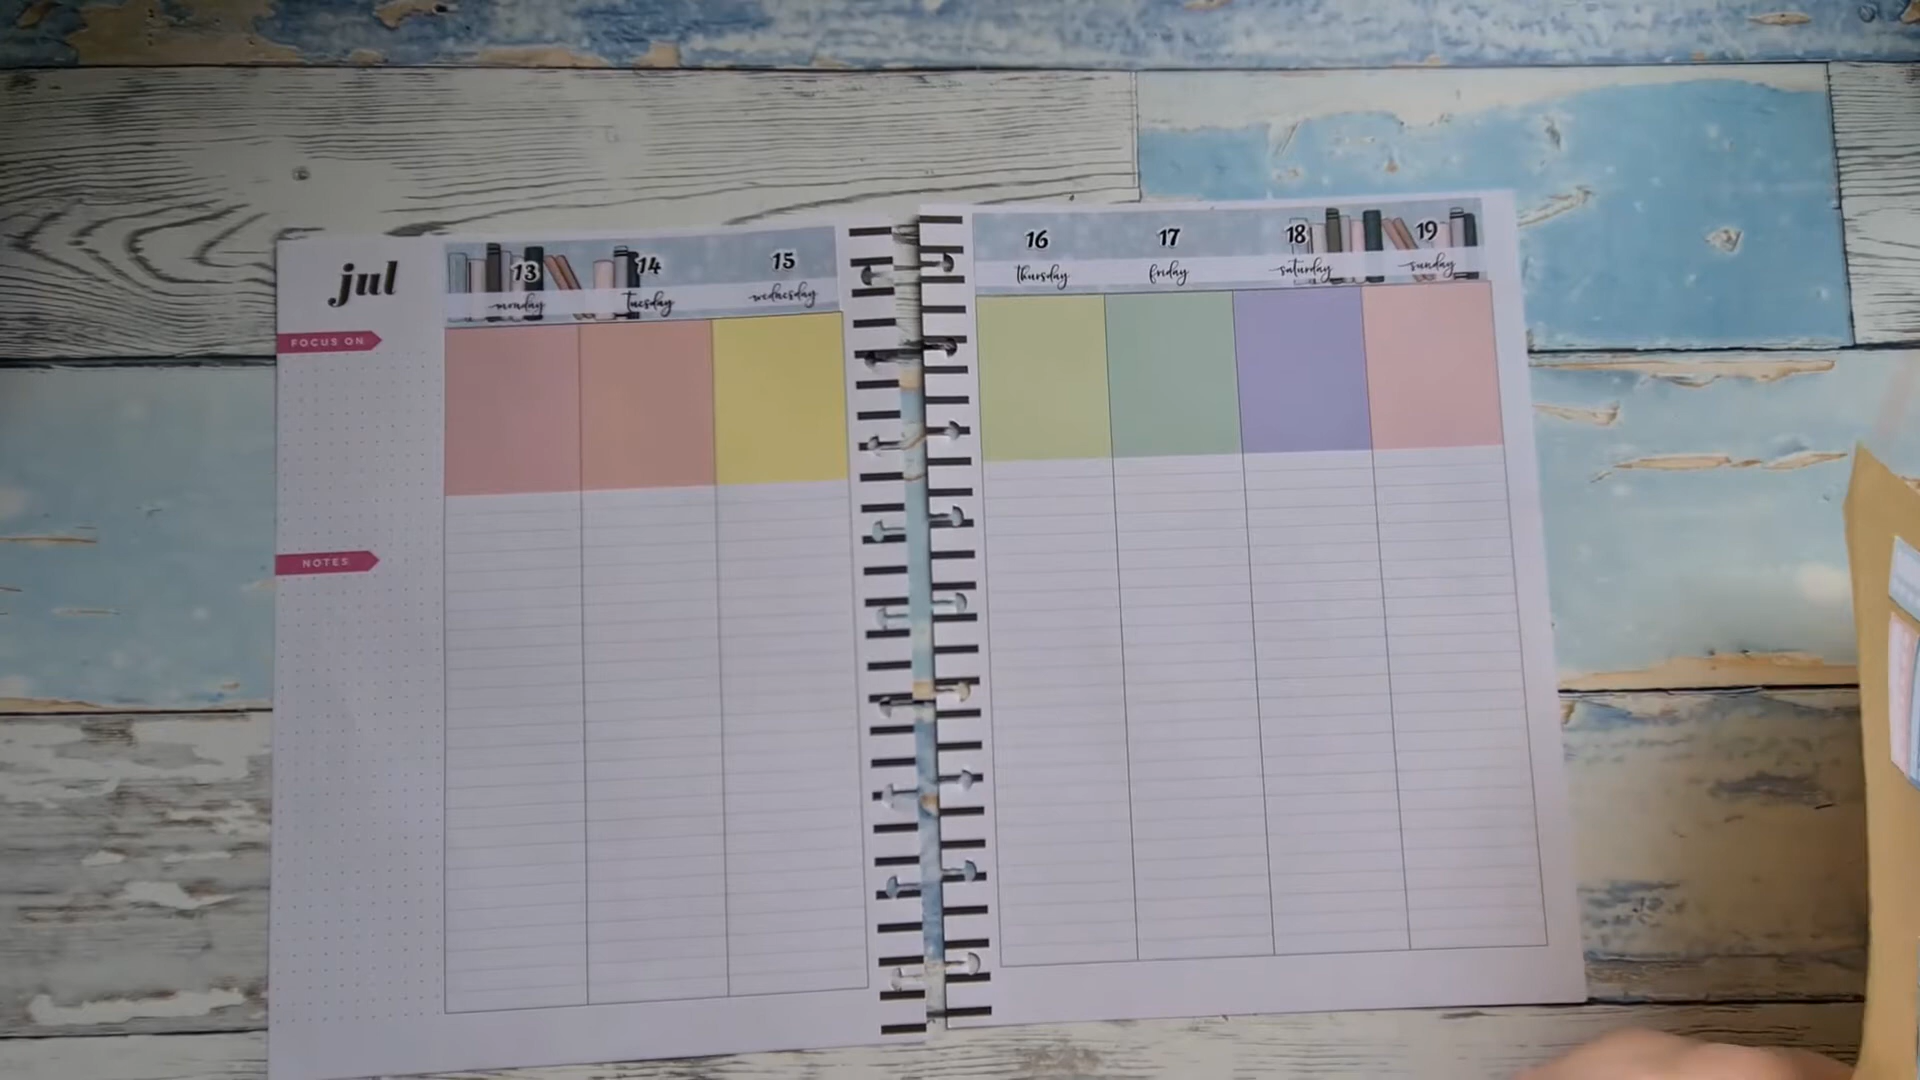 jul
13 14 15
monday tuesday wednesday
FOCUS ON
NOTES
16 17 18 19
thursday friday saturday sunday